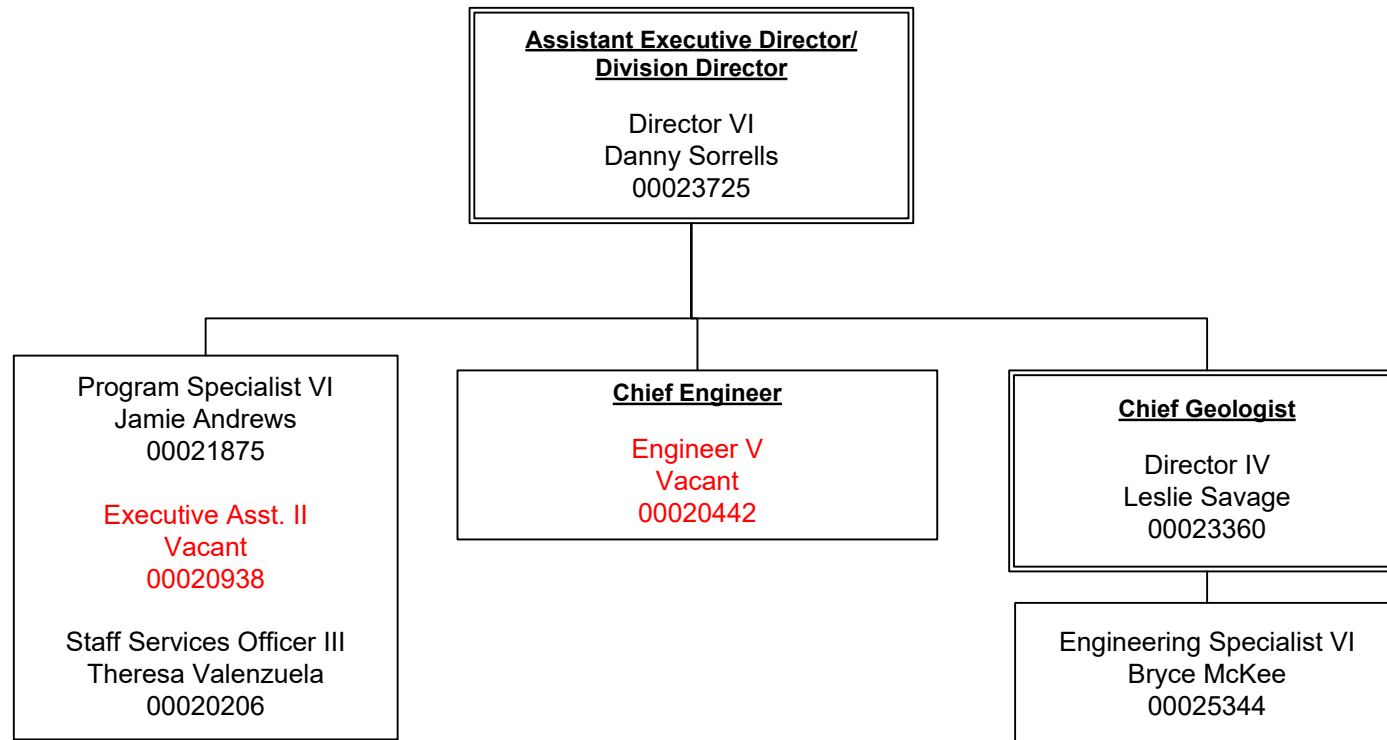 Assistant Executive Director/
Division Director
Director VI
Danny Sorrells
00023725
Program Specialist VI
Jamie Andrews
00021875
Executive Asst. II
Vacant
00020938
Staff Services Officer III
Theresa Valenzuela
00020206
Chief Engineer
Engineer V
Vacant
00020442
Chief Geologist
Director IV
Leslie Savage
00023360
Engineering Specialist VI
Bryce McKee
00025344